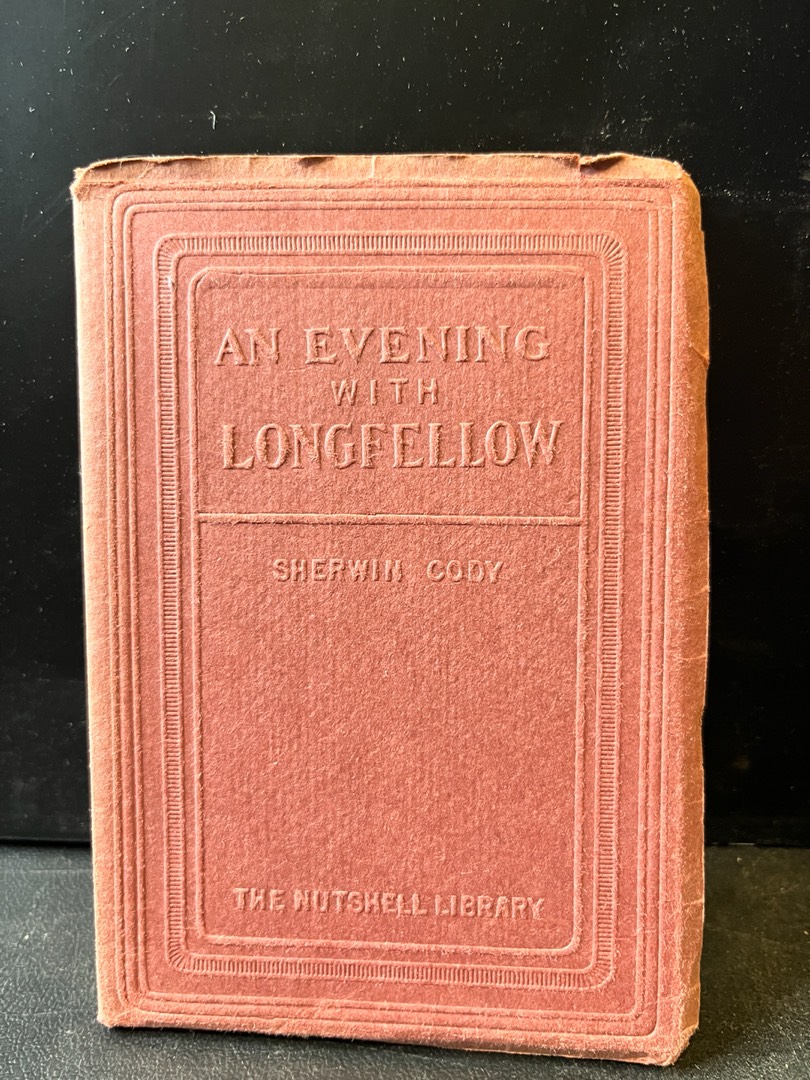 AN EVENING
WITH
LONGFELLOW
SHERWIN CODY
THE NUTSHELL LIBRARY